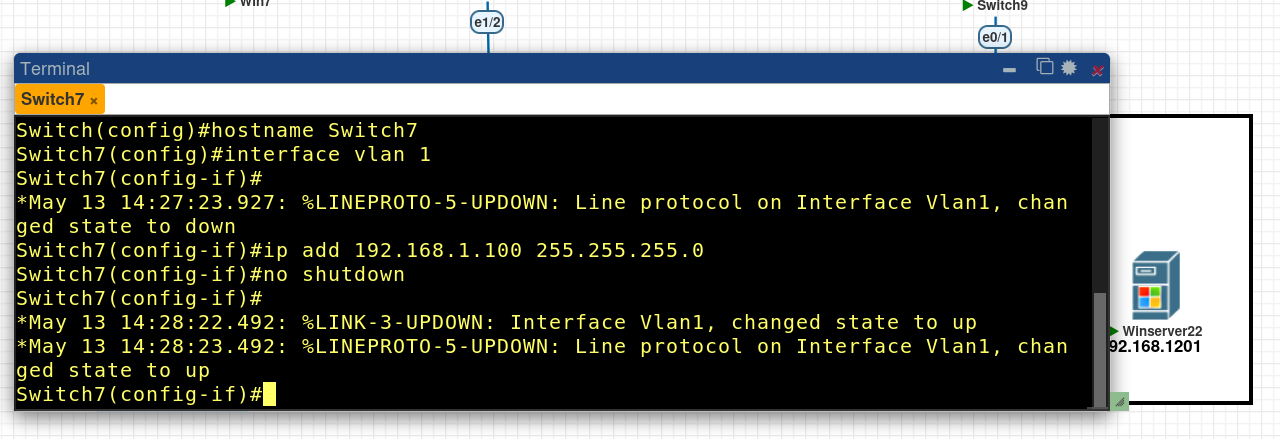 Win7
Switch9
e1/2
e0/1
Terminal
Switch7 ×
Switch(config)#hostname Switch7
Switch7(config)#interface vlan 1
Switch7(config-if)#
*May 13 14:27:23.927: %LINEPROTO-5-UPDOWN: Line protocol on Interface Vlan1, chan
ged state to down
Switch7(config-if)#ip add 192.168.1.100 255.255.255.0
Switch7(config-if)#no shutdown
Switch7(config-if)#
*May 13 14:28:22.492: %LINK-3-UPDOWN: Interface Vlan1, changed state to up
*May 13 14:28:23.492: %LINEPROTO-5-UPDOWN: Line protocol on Interface Vlan1, chan
ged state to up
Switch7(config-if)#
Winserver22
92.168.1201